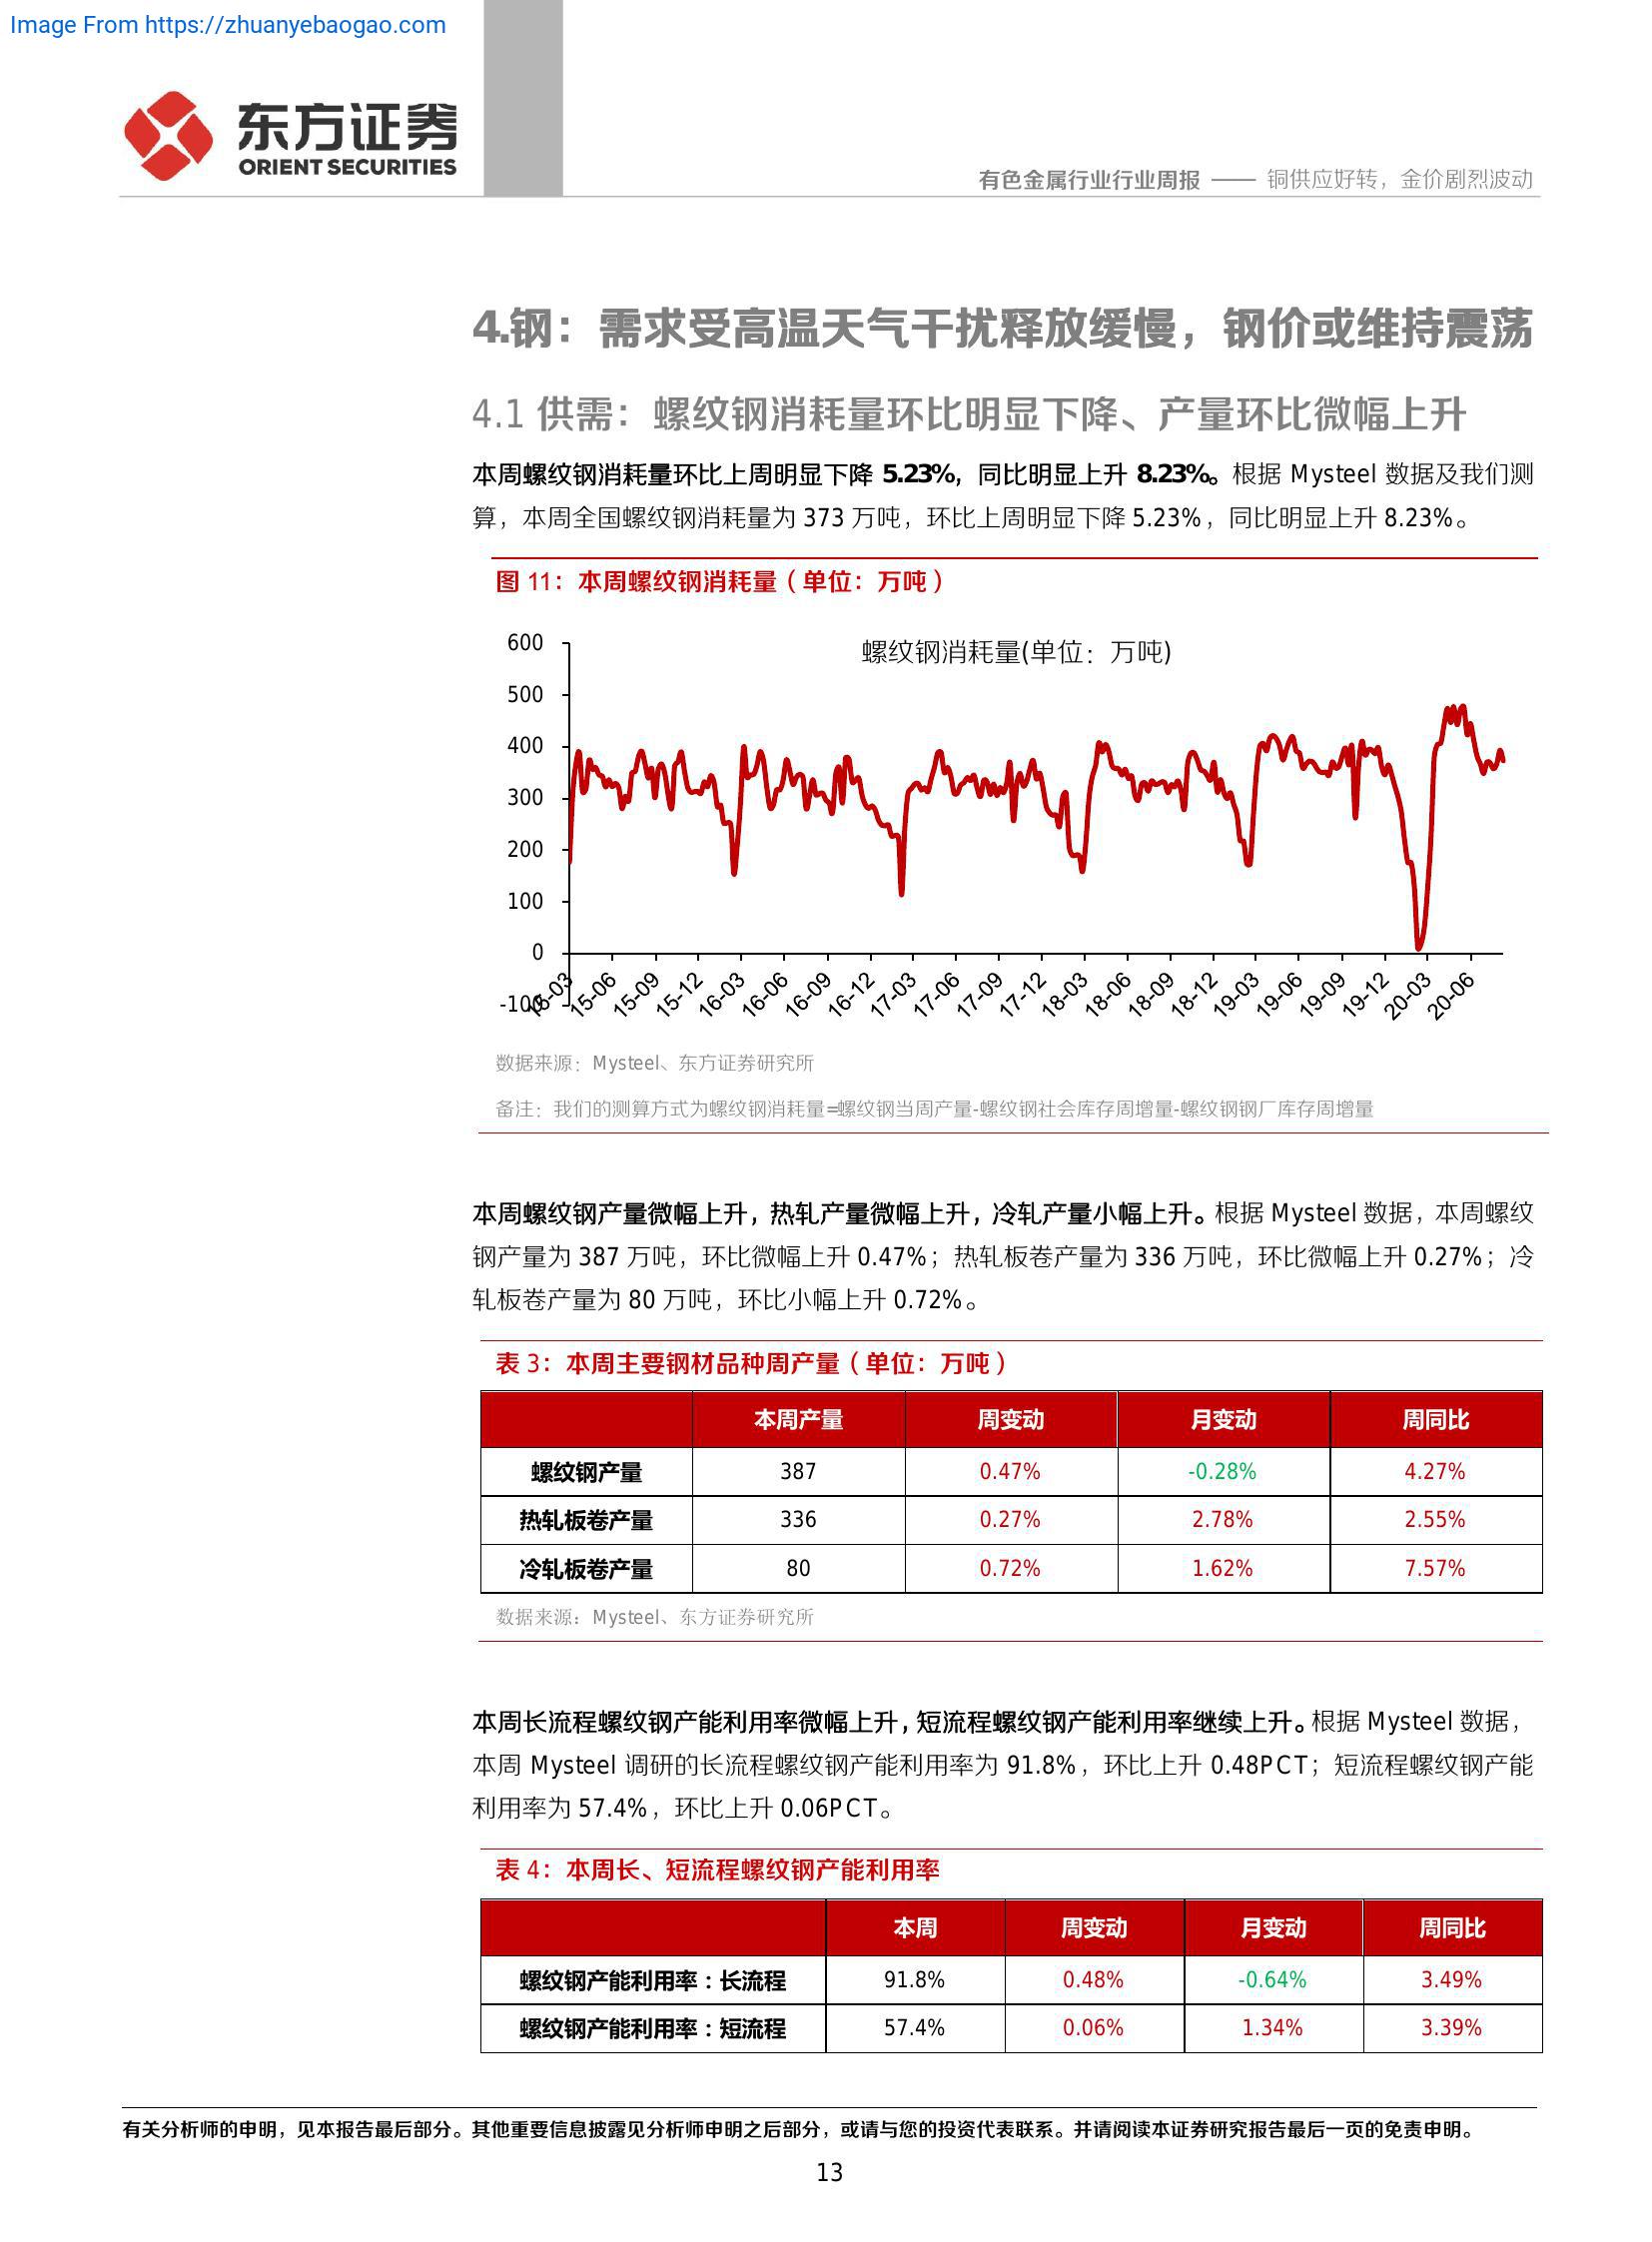 Image From https://zhuanyebaogao.com
东方证券
ORIENT SECURITIES
有色金属行业行业周报 —— 铜供应好转，金价剧烈波动
4.钢：需求受高温天气干扰释放缓慢，钢价或维持震荡
4.1 供需：螺纹钢消耗量环比明显下降、产量环比微幅上升
本周螺纹钢消耗量环比上周明显下降 5.23%，同比明显上升 8.23%。根据 Mysteel 数据及我们测
算，本周全国螺纹钢消耗量为 373 万吨，环比上周明显下降 5.23%，同比明显上升 8.23%。
图 11：本周螺纹钢消耗量（单位：万吨）
螺纹钢消耗量(单位：万吨)
600
500
400
300
200
100
0
-100
15-03 15-06 15-09 15-12 16-03 16-06 16-09 16-12 17-03 17-06 17-09 17-12 18-03 18-06 18-09 18-12 19-03 19-06 19-09 19-12 20-03 20-06
数据来源：Mysteel、东方证券研究所
备注：我们的测算方式为螺纹钢消耗量=螺纹钢当周产量-螺纹钢社会库存周增量-螺纹钢钢厂库存周增量
本周螺纹钢产量微幅上升，热轧产量微幅上升，冷轧产量小幅上升。根据 Mysteel 数据，本周螺纹
钢产量为 387 万吨，环比微幅上升 0.47%；热轧板卷产量为 336 万吨，环比微幅上升 0.27%；冷
轧板卷产量为 80 万吨，环比小幅上升 0.72%。
表 3：本周主要钢材品种周产量（单位：万吨）
本周产量 周变动 月变动 周同比
螺纹钢产量 387 0.47% -0.28% 4.27%
热轧板卷产量 336 0.27% 2.78% 2.55%
冷轧板卷产量 80 0.72% 1.62% 7.57%
数据来源：Mysteel、东方证券研究所
本周长流程螺纹钢产能利用率微幅上升，短流程螺纹钢产能利用率继续上升。根据 Mysteel 数据，
本周 Mysteel 调研的长流程螺纹钢产能利用率为 91.8%，环比上升 0.48PCT；短流程螺纹钢产能
利用率为 57.4%，环比上升 0.06PCT。
表 4：本周长、短流程螺纹钢产能利用率
本周 周变动 月变动 周同比
螺纹钢产能利用率：长流程 91.8% 0.48% -0.64% 3.49%
螺纹钢产能利用率：短流程 57.4% 0.06% 1.34% 3.39%
有关分析师的申明，见本报告最后部分。其他重要信息披露见分析师申明之后部分，或请与您的投资代表联系。并请阅读本证券研究报告最后一页的免责申明。
13